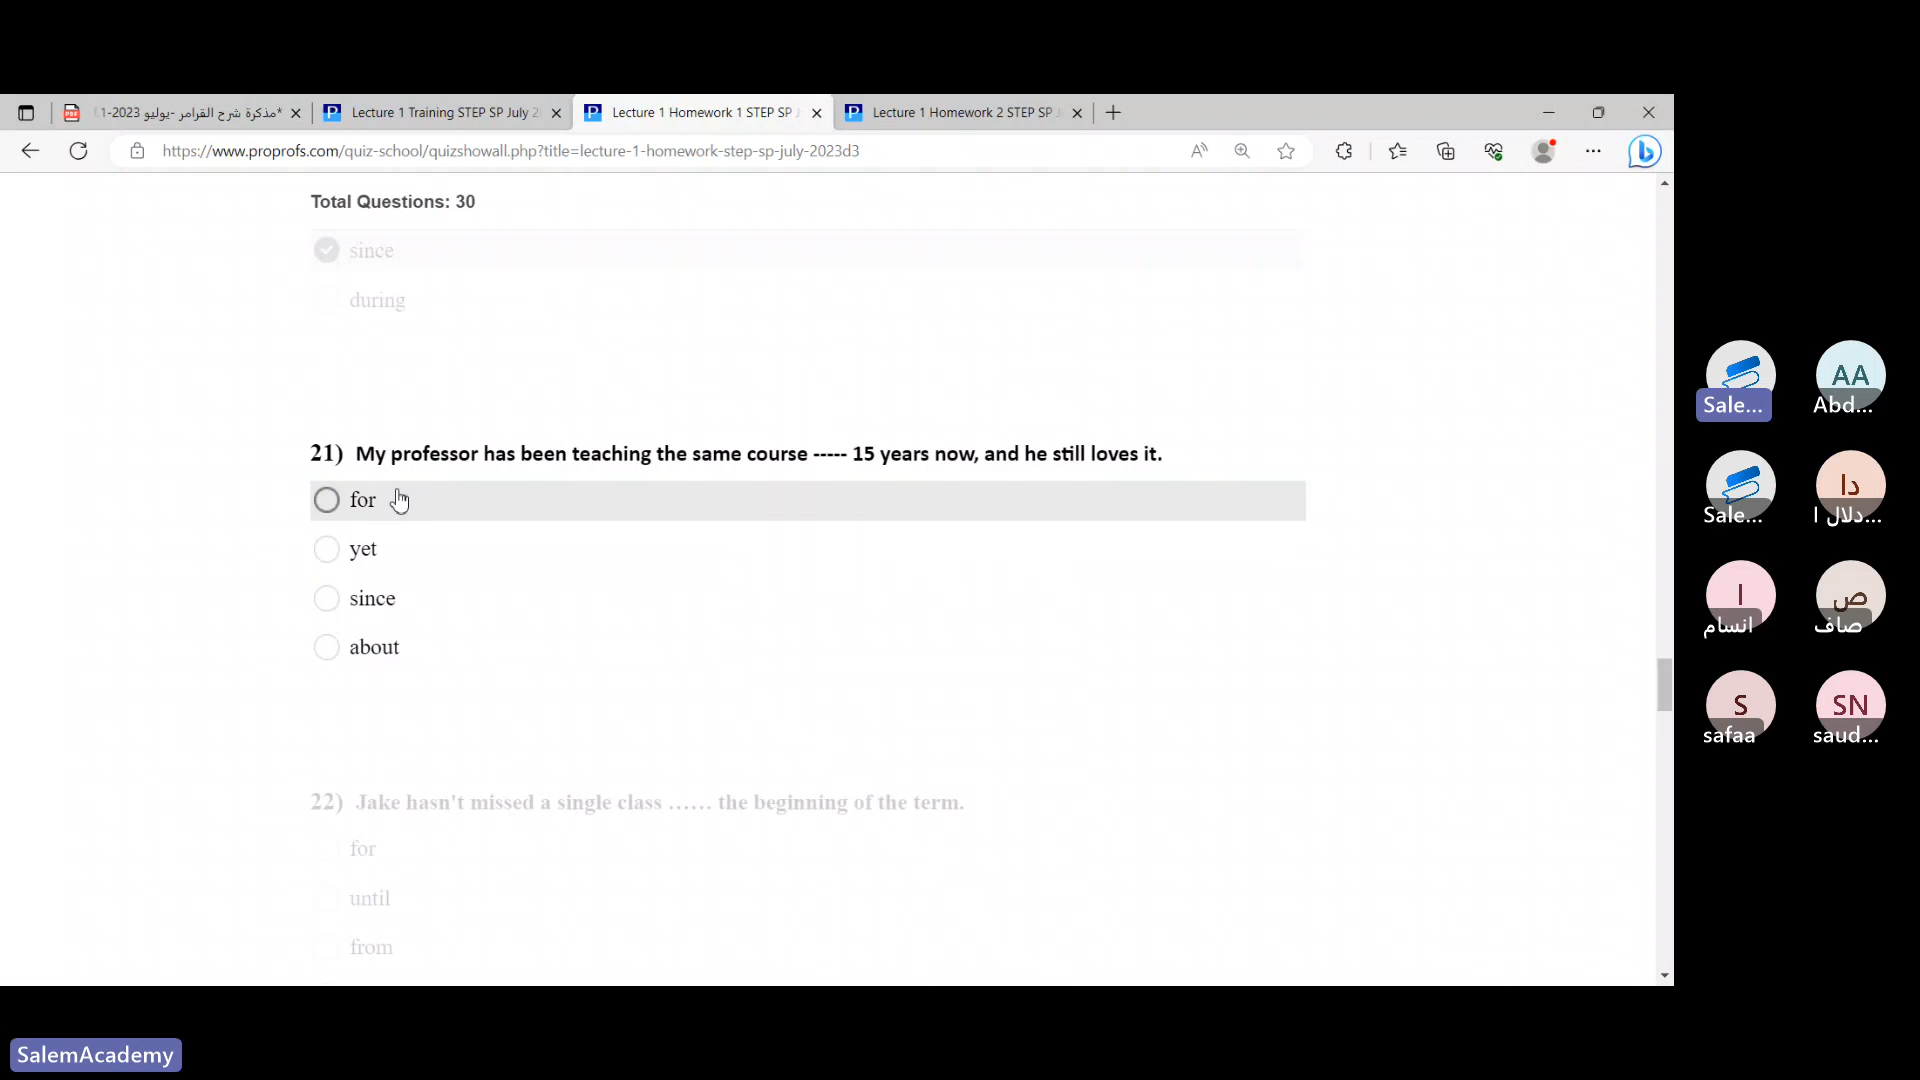 *مذكرة شرح القرامر -يوليو 2023-1
Lecture 1 Training STEP SP July 2
Lecture 1 Homework 1 STEP SP J
Lecture 1 Homework 2 STEP SP J
https://www.proprofs.com/quiz-school/quizshowall.php?title=lecture-1-homework-step-sp-july-2023d3
Total Questions: 30
since
during
21) My professor has been teaching the same course ----- 15 years now, and he still loves it.
for
yet
since
about
22) Jake hasn't missed a single class …… the beginning of the term.
for
until
from
Sale...
AA
Abd...
Sale...
دا
دلال ا...
ا
انسام
ص
صاف
S
safaa
SN
saud...
SalemAcademy